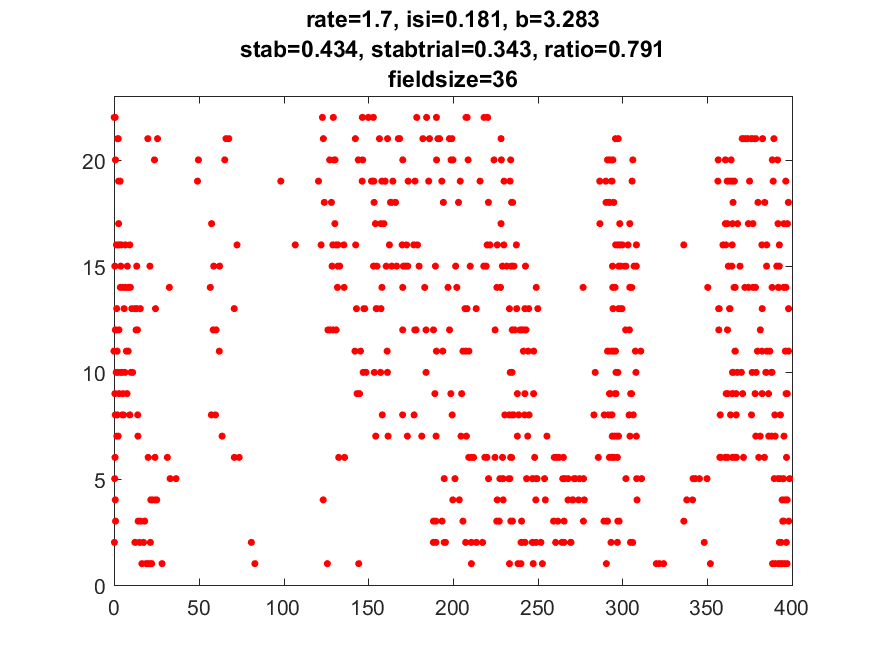 rate=1.7, isi=0.181, b=3.283
stab=0.434, stabtrial=0.343, ratio=0.791
fieldsize=36
20
15
10
5
0
0 50 100 150 200 250 300 350 400